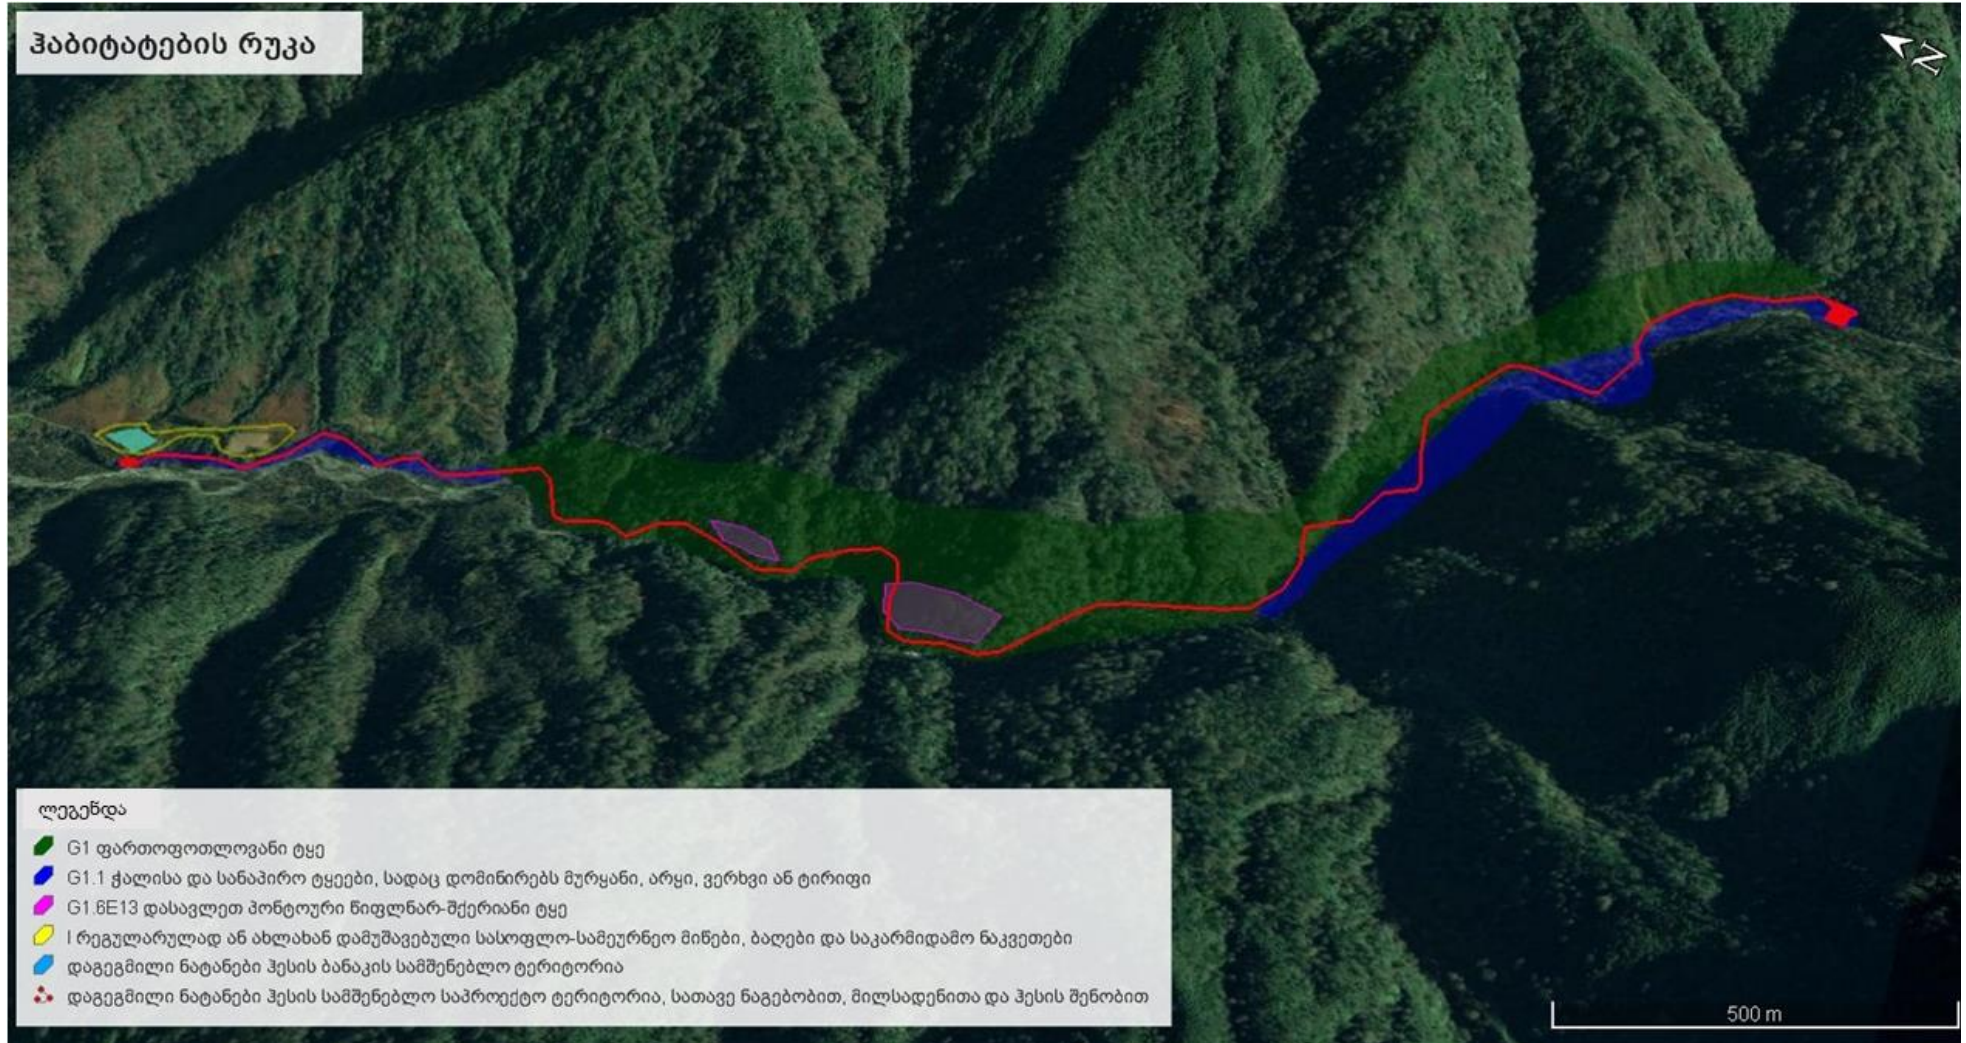 ჰაბიტატების რუკა
N
ლეგენდა
G1 ფართოფოთლოვანი ტყე
G1.1 ჭალისა და სანაპირო ტყეები, სადაც დომინირებს მურყანი, არყი, ვერხვი ან ტირიფი
G1.6E13 დასავლეთ პონტოური წიფლნარ-შქერიანი ტყე
I რეგულარულად ან ახლახან დამუშავებული სასოფლო-სამეურნეო მიწები, ბაღები და საკარმიდამო ნაკვეთები
დაგეგმილი ნატანები ჰესის ბანაკის სამშენებლო ტერიტორია
დაგეგმილი ნატანები ჰესის სამშენებლო საპროექტო ტერიტორია, სათავე ნაგებობით, მილსადენითა და ჰესის შენობით
500 m